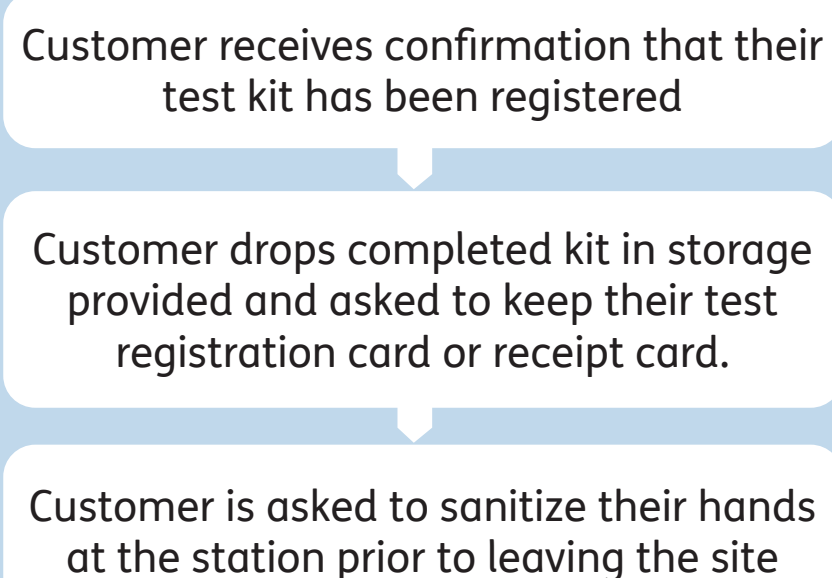 Customer receives confirmation that their
test kit has been registered
Customer drops completed kit in storage
provided and asked to keep their test
registration card or receipt card.
Customer is asked to sanitize their hands
at the station prior to leaving the site